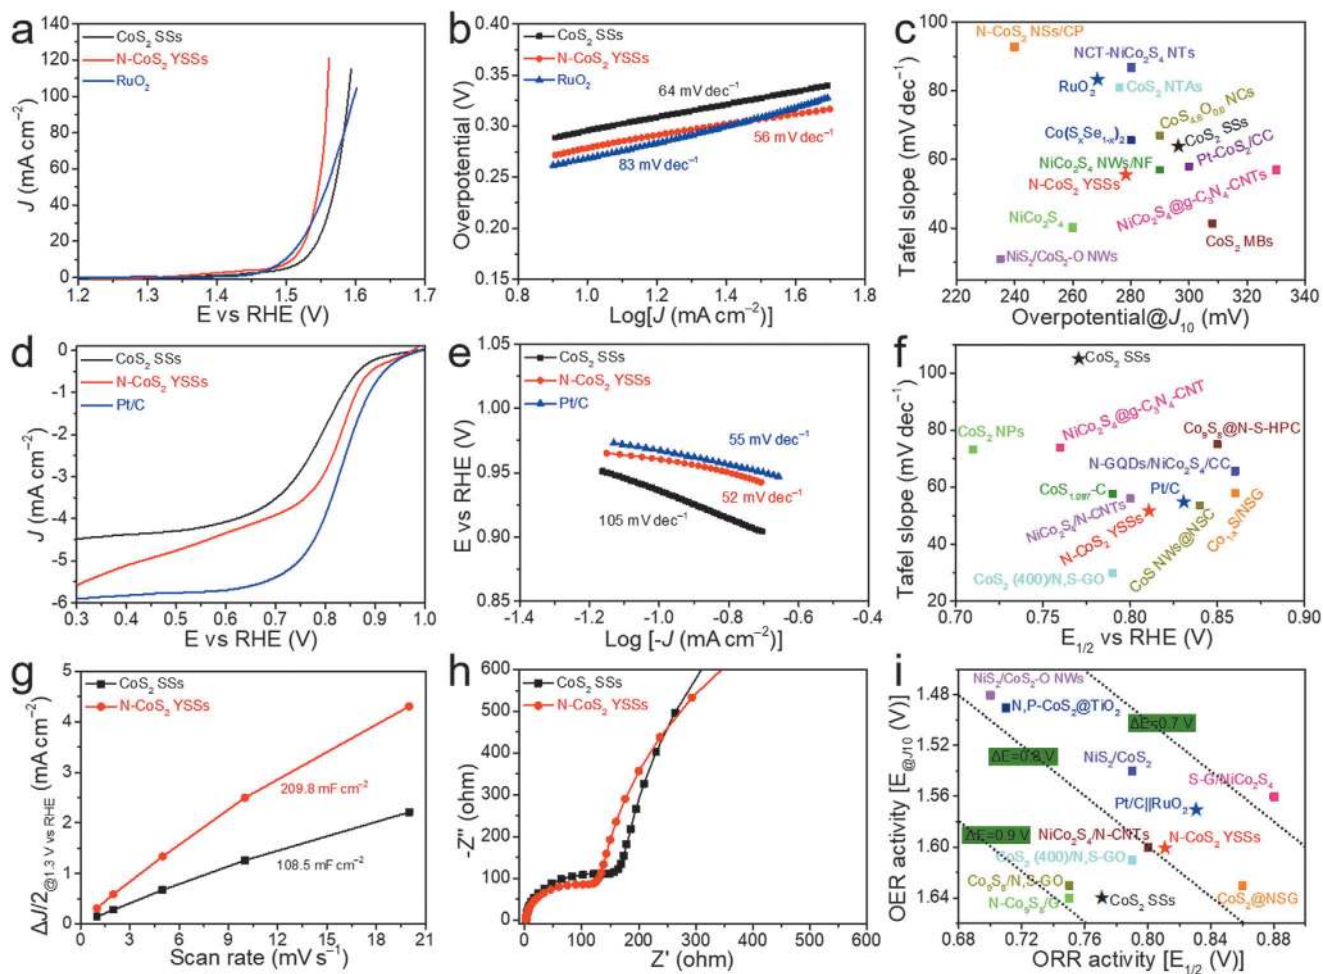 a
CoS₂ SSs
N-CoS₂ YSSs
RuO₂
J (mA cm⁻²)
140
120
100
80
60
40
20
0
1.2 1.3 1.4 1.5 1.6 1.7
E vs RHE (V)
b
CoS₂ SSs
N-CoS₂ YSSs
RuO₂
64 mV dec⁻¹
56 mV dec⁻¹
83 mV dec⁻¹
Overpotential (V)
0.40
0.35
0.30
0.25
0.20
0.15
0.8 1.0 1.2 1.4 1.6 1.8
Log[J (mA cm⁻²)]
c
N-CoS₂ NSs/CP
NCT-NiCo₂S₄ NTs
RuO₂
CoS₂ NTAs
CoS₄.₆O₀.₆ NCs
Co(SₓSe₁₋ₓ)₂
CoS₂ SSs
NiCo₂S₄ NWs/NF
Pt-CoS₂/CC
N-CoS₂ YSSs
NiCo₂S₄@g-C₃N₄-CNTs
NiCo₂S₄
CoS₂ MBs
NiS₂/CoS₂-O NWs
Tafel slope (mV dec⁻¹)
100
80
60
40
220 240 260 280 300 320 340
Overpotential@J₁₀ (mV)
d
CoS₂ SSs
N-CoS₂ YSSs
Pt/C
J (mA cm⁻²)
0
-1
-2
-3
-4
-5
-6
0.3 0.4 0.5 0.6 0.7 0.8 0.9 1.0
E vs RHE (V)
e
CoS₂ SSs
N-CoS₂ YSSs
Pt/C
55 mV dec⁻¹
52 mV dec⁻¹
105 mV dec⁻¹
E vs RHE (V)
1.05
1.00
0.95
0.90
0.85
-1.4 -1.2 -1.0 -0.8 -0.6 -0.4
Log [-J (mA cm⁻²)]
f
CoS₂ SSs
NiCo₂S₄@g-C₃N₄-CNT
CoS₂ NPs
Co₉S₈@N-S-HPC
N-GQDs/NiCo₂S₄/CC
CoS₁.₀₉₇-C
Pt/C
NiCo₂S₄/N-CNTs
N-CoS₂ YSSs
CoS NWs@NSC
Co₁₋ₓS/NSG
CoS₂ (400)/N,S-GO
Tafel slope (mV dec⁻¹)
100
80
60
40
20
0.70 0.75 0.80 0.85 0.90
E₁/₂ vs RHE (V)
g
CoS₂ SSs
N-CoS₂ YSSs
209.8 mF cm⁻²
108.5 mF cm⁻²
ΔJ/2@1.3 V vs RHE (mA cm⁻²)
5
4
3
2
1
0
0 3 6 9 12 15 18 21
Scan rate (mV s⁻¹)
h
CoS₂ SSs
N-CoS₂ YSSs
-Z'' (ohm)
600
500
400
300
200
100
0
0 100 200 300 400 500 600
Z' (ohm)
i
NiS₂/CoS₂-O NWs
N,P-CoS₂@TiO₂
ΔE=0.7 V
ΔE=0.8 V
NiS₂/CoS₂
S-G/NiCo₂S₄
Pt/C||RuO₂
ΔE=0.9 V
NiCo₂S₄/N-CNTs
N-CoS₂ YSSs
CoS₂ (400)/N,S-GO
Co₉S₈/N,S-GO
N-Co₉S₈/G
CoS₂ SSs
CoS₂@NSG
OER activity [E@J10 (V)]
1.48
1.52
1.56
1.60
1.64
0.68 0.72 0.76 0.80 0.84 0.88
ORR activity [E₁/₂ (V)]